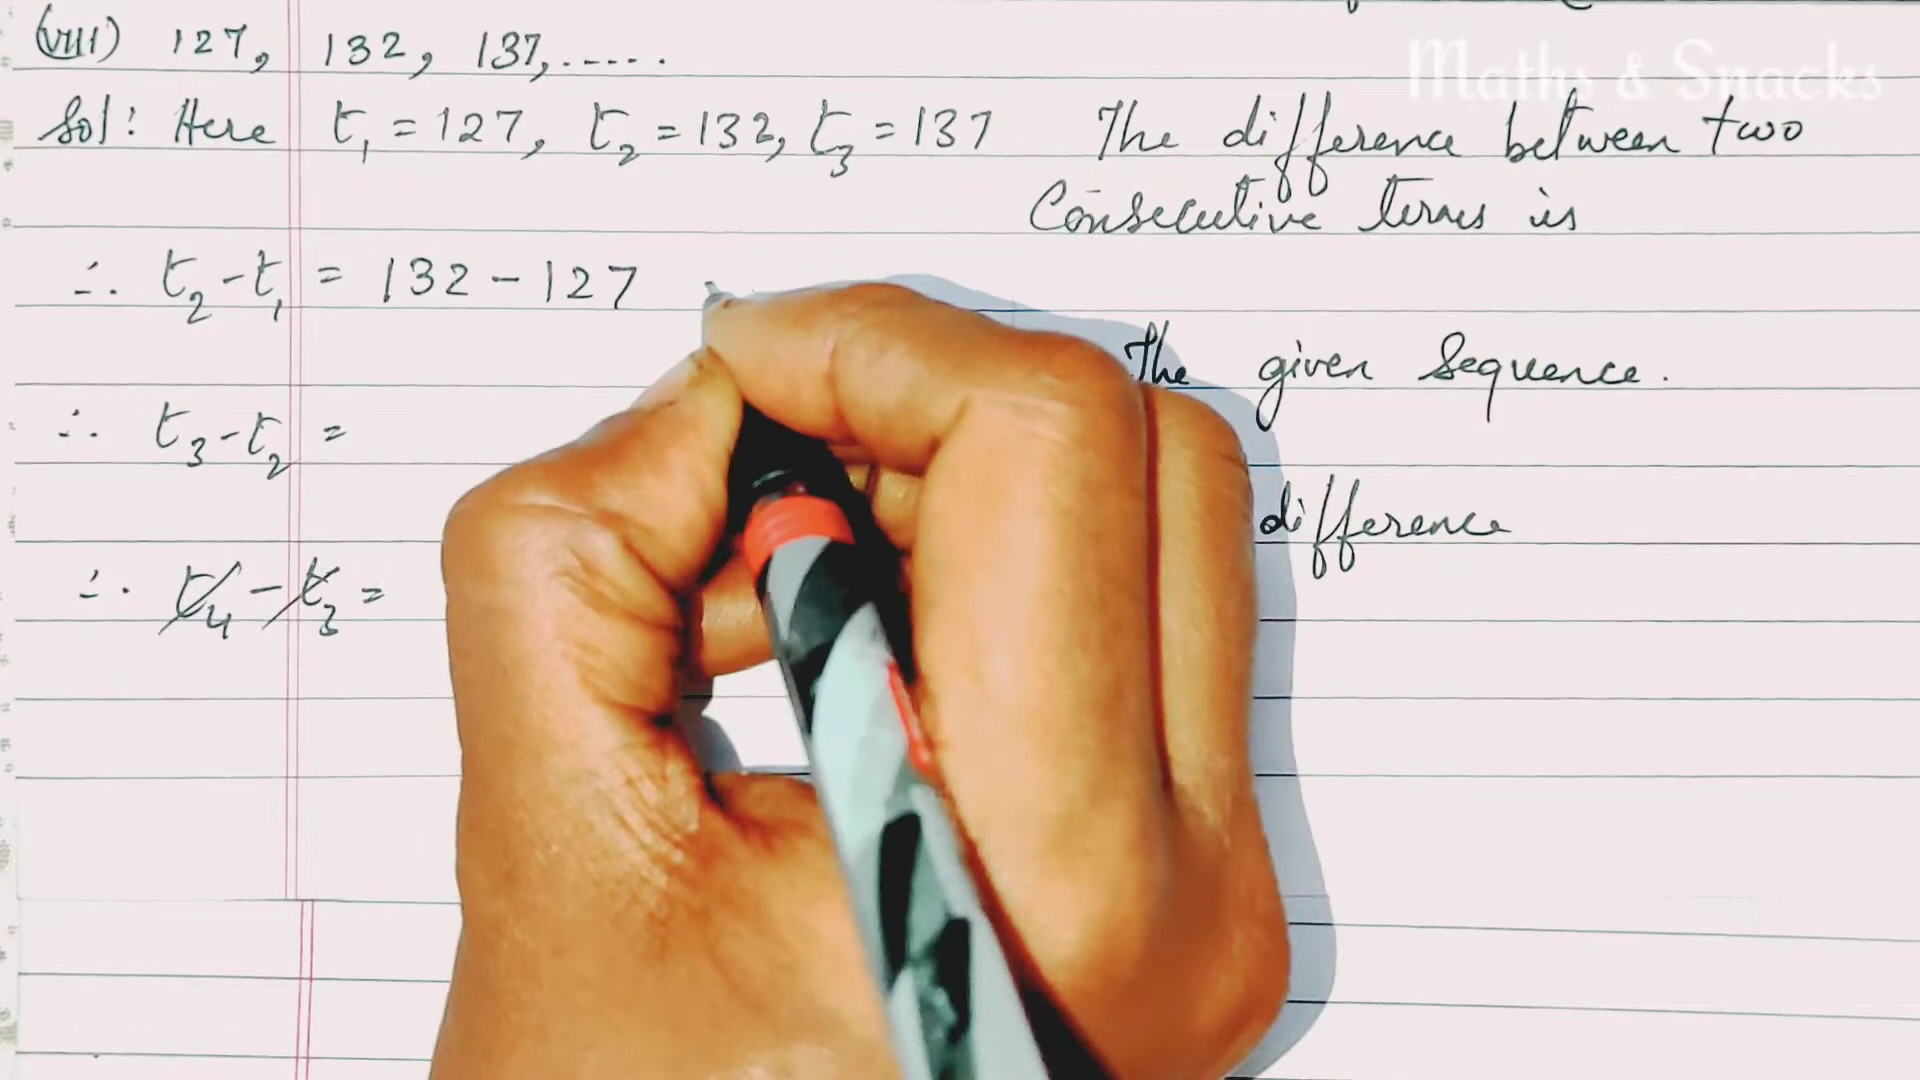 (VIII) 127, 132, 137,.....
Maths & Snacks
Sol: Here t₁ = 127, t₂ = 132, t₃ = 137
The difference between two
Consecutive terms is
∴ t₂ - t₁ = 132 - 127
The given Sequence.
∴ t₃ - t₂ =
difference
∴ t₄ - t₃ =